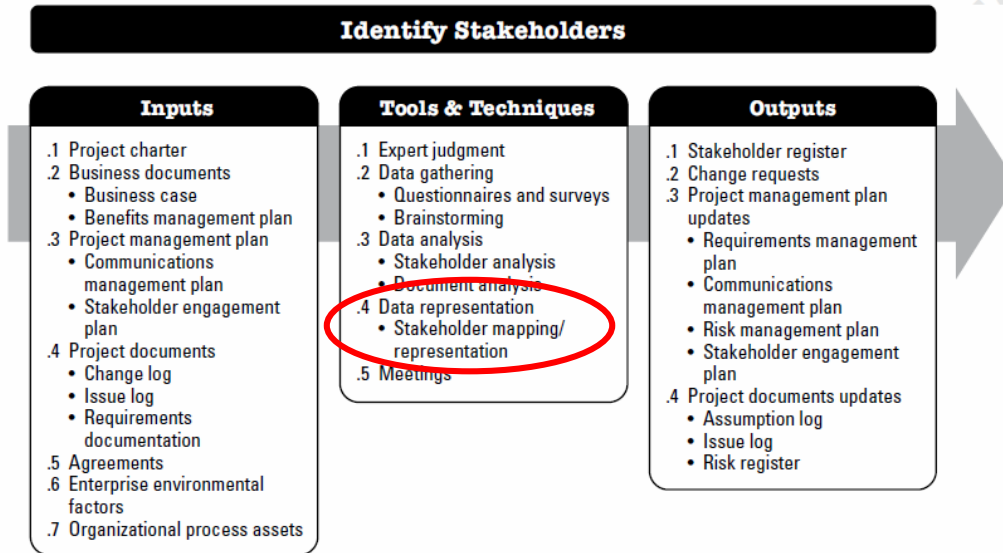 Identify Stakeholders
Inputs
.1 Project charter
.2 Business documents
• Business case
• Benefits management plan
.3 Project management plan
• Communications
management plan
• Stakeholder engagement
plan
.4 Project documents
• Change log
• Issue log
• Requirements
documentation
.5 Agreements
.6 Enterprise environmental
factors
.7 Organizational process assets
Tools & Techniques
.1 Expert judgment
.2 Data gathering
• Questionnaires and surveys
• Brainstorming
.3 Data analysis
• Stakeholder analysis
• Document analysis
.4 Data representation
• Stakeholder mapping/
representation
.5 Meetings
Outputs
.1 Stakeholder register
.2 Change requests
.3 Project management plan
updates
• Requirements management
plan
• Communications
management plan
• Risk management plan
• Stakeholder engagement
plan
.4 Project documents updates
• Assumption log
• Issue log
• Risk register